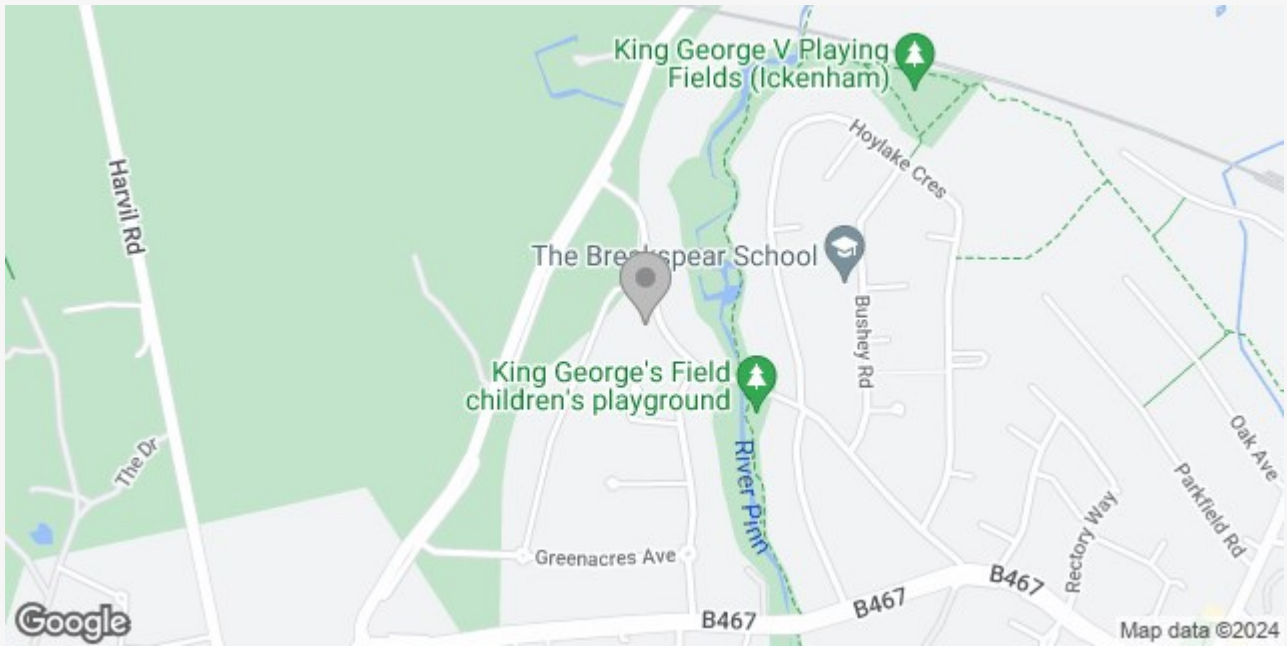 King George V Playing
Fields (Ickenham)
Hoylake Cres
Harvil Rd
The Breakspear School
Bushey Rd
King George's Field
children's playground
Oak Ave
The Dr
River Pinn
Parkfield Rd
Rectory Way
Greenacres Ave
B467
B467
B467
Google
Map data ©2024